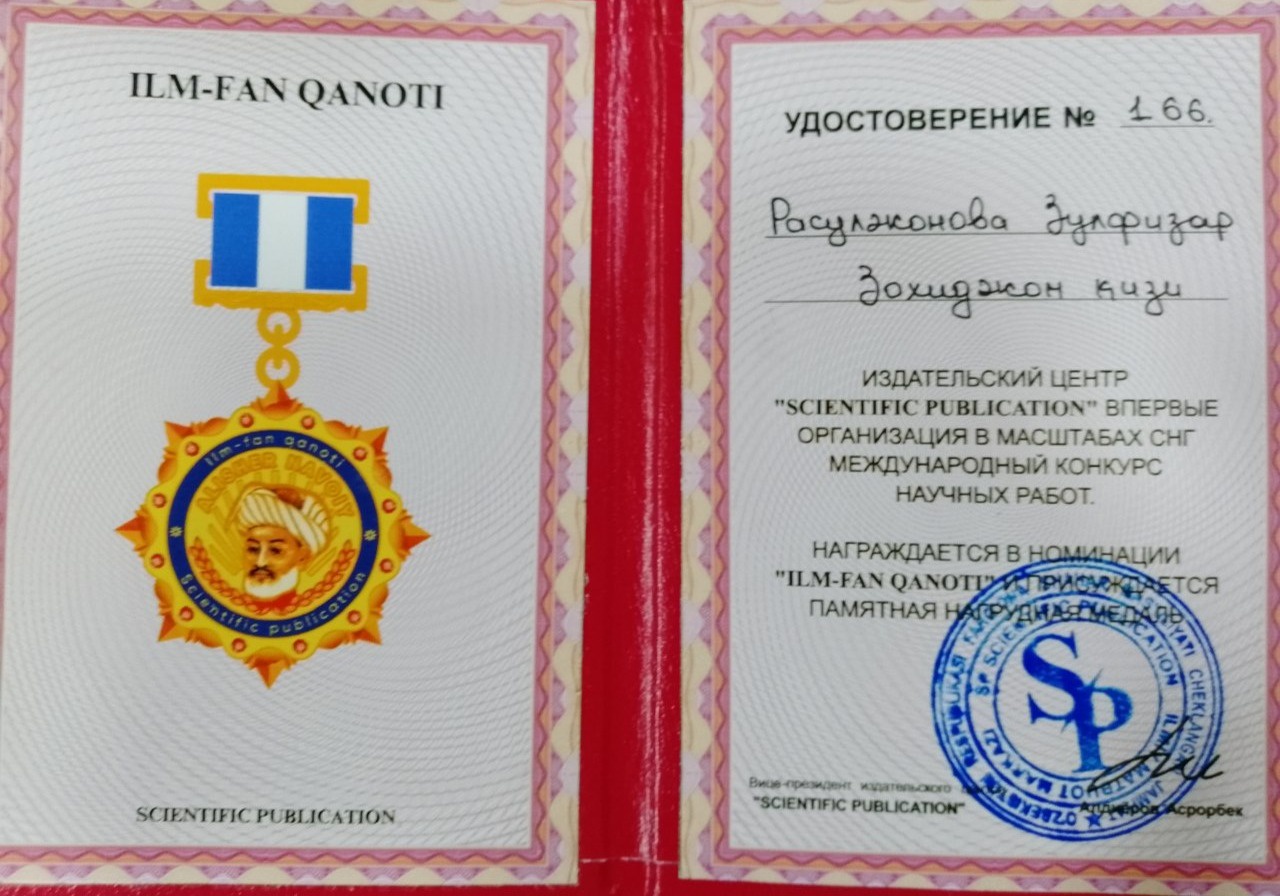 ILM-FAN QANOTI
Ilm-fan qanoti
ALISHER NAVOIY
Scientific publication
SCIENTIFIC PUBLICATION
УДОСТОВЕРЕНИЕ № 166.
Расулжонова Зулфизар
Зохиджон қизи
ИЗДАТЕЛЬСКИЙ ЦЕНТР
"SCIENTIFIC PUBLICATION" ВПЕРВЫЕ
ОРГАНИЗАЦИЯ В МАСШТАБАХ СНГ
МЕЖДУНАРОДНЫЙ КОНКУРС
НАУЧНЫХ РАБОТ.
НАГРАЖДАЕТСЯ В НОМИНАЦИИ
"ILM-FAN QANOTI" И ПРИСУЖДАЕТСЯ
ПАМЯТНАЯ НАГРУДНАЯ МЕДАЛЬ.
SP
Вице-президент издательского
"SCIENTIFIC PUBLICATION"
Асрорбек